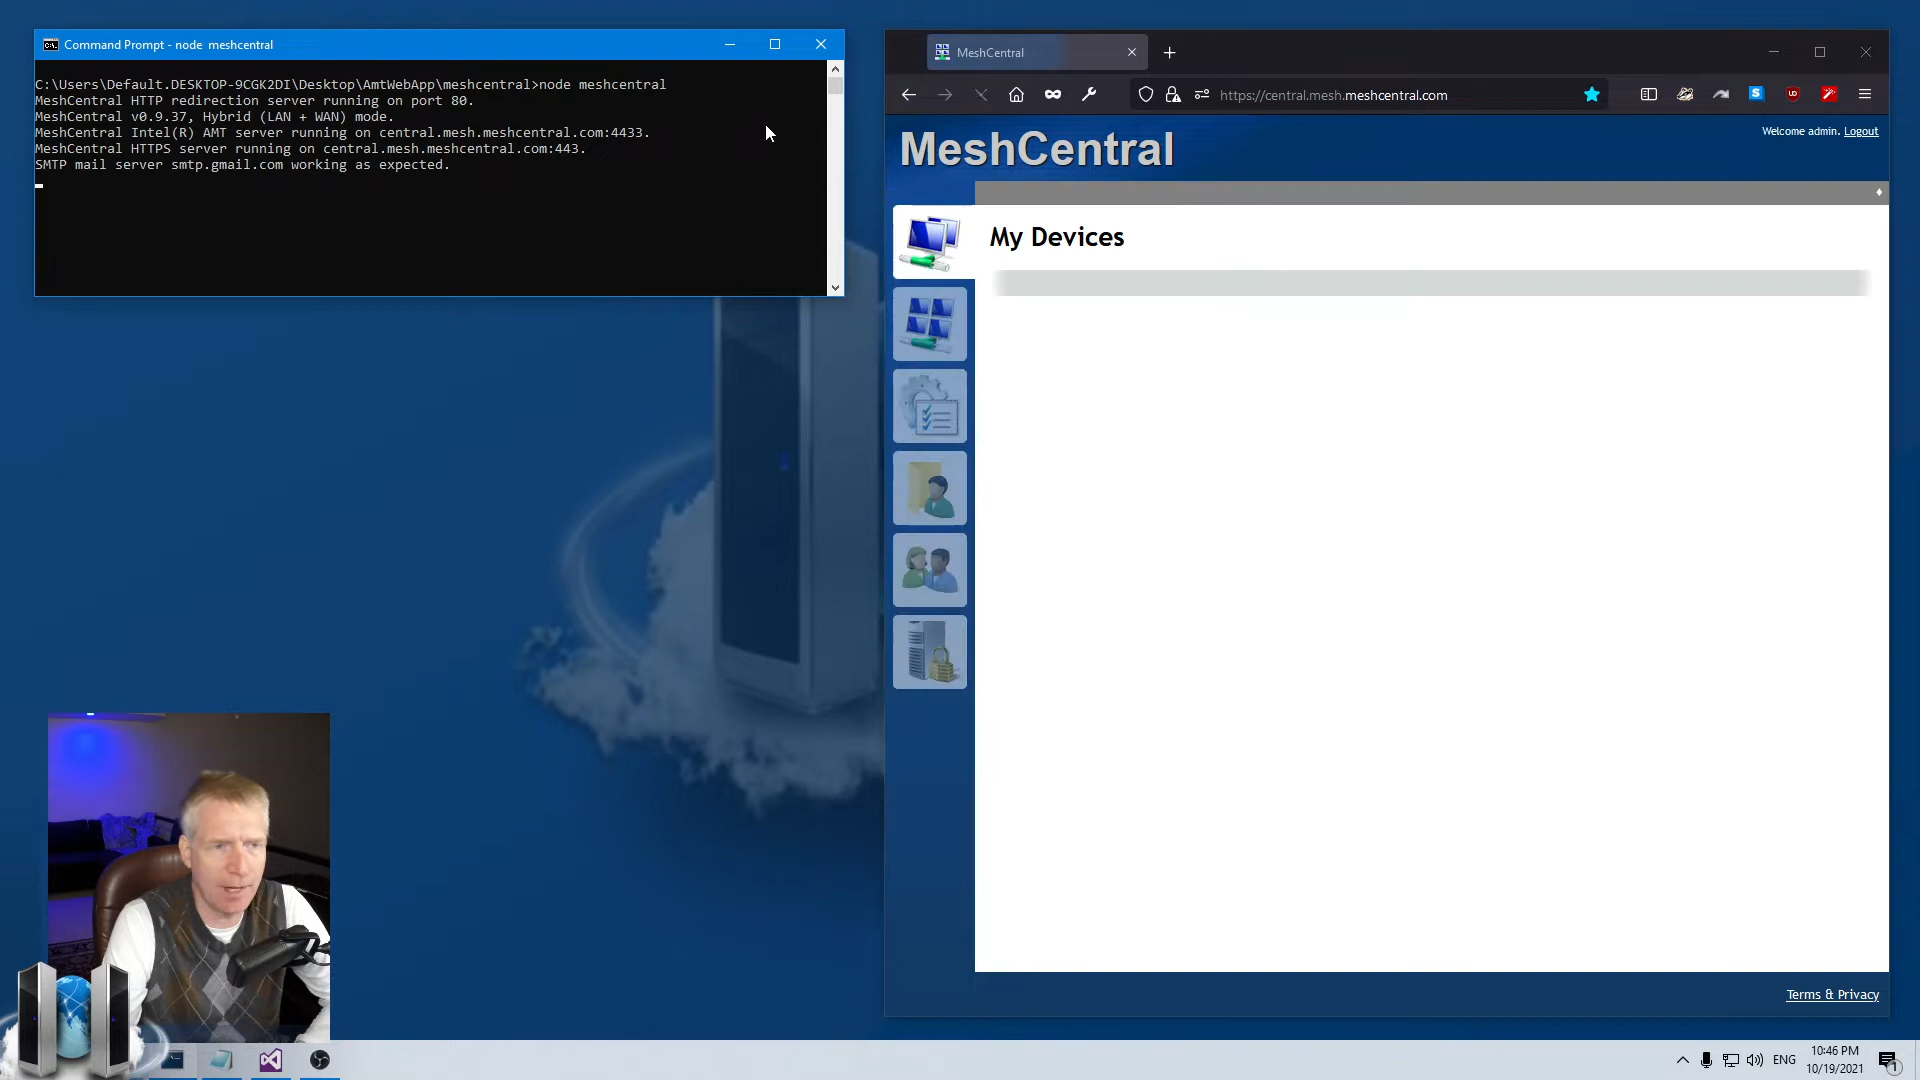 Command Prompt - node meshcentral
C:\Users\Default.DESKTOP-9CGK2DI\Desktop\AmtWebApp\meshcentral>node meshcentral
MeshCentral HTTP redirection server running on port 80.
MeshCentral v0.9.37, Hybrid (LAN + WAN) mode.
MeshCentral Intel(R) AMT server running on central.mesh.meshcentral.com:4433.
MeshCentral HTTPS server running on central.mesh.meshcentral.com:443.
SMTP mail server smtp.gmail.com working as expected.
MeshCentral
https://central.mesh.meshcentral.com
MeshCentral
Welcome admin. Logout
My Devices
Terms & Privacy
ENG
10:46 PM
10/19/2021
1